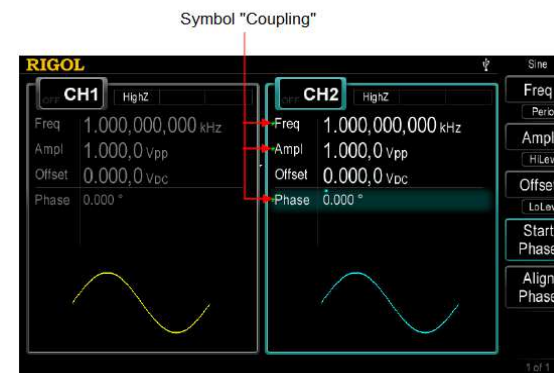 Symbol "Coupling"
RIGOL
Sine
OFF CH1 HighZ
Freq 1.000,000,000 kHz
Ampl 1.000,0 Vpp
Offset 0.000,0 VDC
Phase 0.000 °
OFF CH2 HighZ
Freq 1.000,000,000 kHz
Ampl 1.000,0 Vpp
Offset 0.000,0 VDC
Phase 0.000 °
Freq
Perio
Ampl
HiLev
Offset
LoLev
Start
Phase
Align
Phase
1 of 1